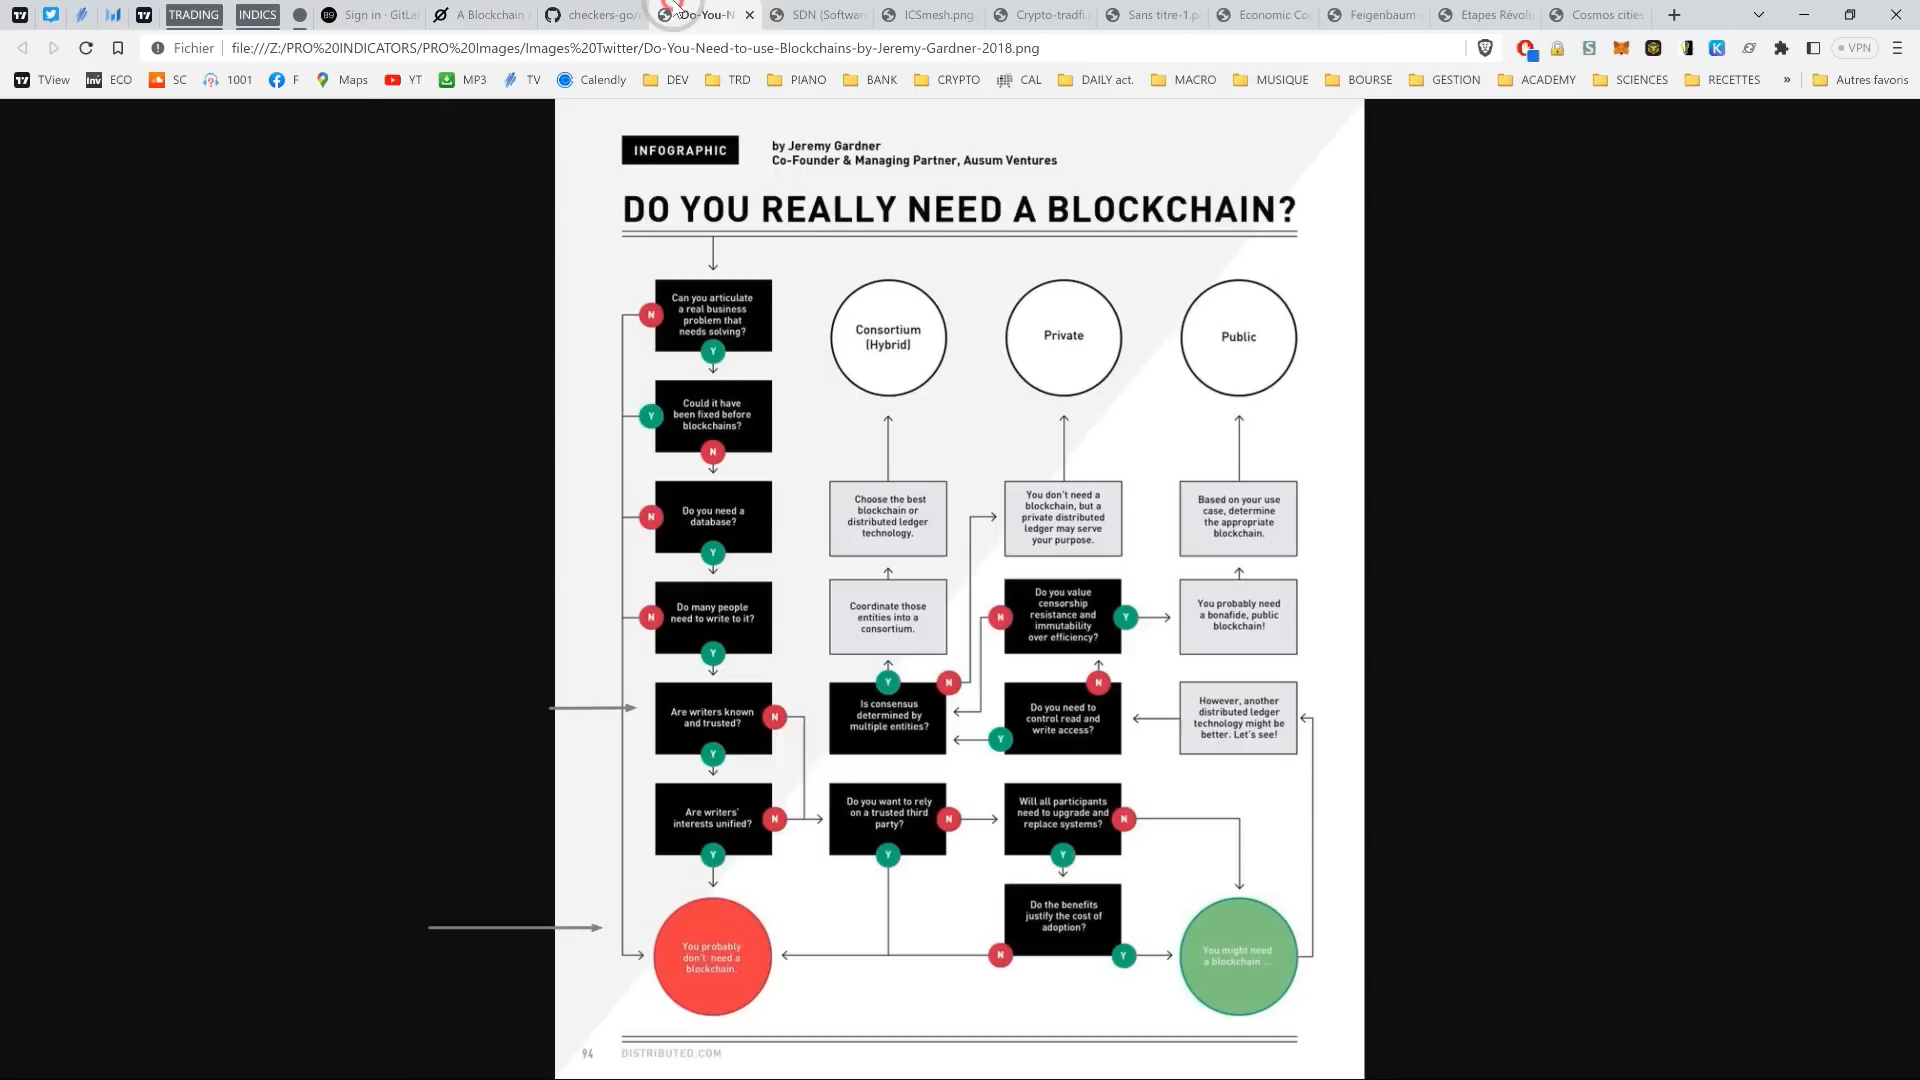 TRADING
INDICS
Sign in · GitLa
A Blockchain
checkers-go/
Do-You-N
SDN (Softwar
ICSmesh.png
Crypto-tradfi.
Sans titre-1.p
Economic Co
Feigenbaum-
Etapes Révolu
Cosmos cities
Fichier
file:///Z:/PRO%20INDICATORS/PRO%20Images/Images%20Twitter/Do-You-Need-to-use-Blockchains-by-Jeremy-Gardner-2018.png
VPN
TView
ECO
SC
1001
F
Maps
YT
MP3
TV
Calendly
DEV
TRD
PIANO
BANK
CRYPTO
CAL
DAILY act.
MACRO
MUSIQUE
BOURSE
GESTION
ACADEMY
SCIENCES
RECETTES
»
Autres favoris
INFOGRAPHIC
by Jeremy Gardner
Co-Founder & Managing Partner, Ausum Ventures
DO YOU REALLY NEED A BLOCKCHAIN?
Can you articulate
a real business
problem that
needs solving?
N
Y
Could it have
been fixed before
blockchains?
Y
N
Do you need a
database?
N
Y
Do many people
need to write to it?
N
Y
Are writers known
and trusted?
N
Y
Are writers'
interests unified?
N
Y
You probably
don't need a
blockchain.
Consortium
(Hybrid)
Choose the best
blockchain or
distributed ledger
technology.
Coordinate those
entities into a
consortium.
Y
N
Is consensus
determined by
multiple entities?
Do you want to rely
on a trusted third
party?
N
Y
Private
You don't need a
blockchain, but a
private distributed
ledger may serve
your purpose.
Do you value
censorship
resistance and
immutability
over efficiency?
N
Y
N
Do you need to
control read and
write access?
Y
Will all participants
need to upgrade and
replace systems?
N
Y
Do the benefits
justify the cost of
adoption?
N
Y
Public
Based on your use
case, determine
the appropriate
blockchain.
You probably need
a bonafide, public
blockchain!
However, another
distributed ledger
technology might be
better. Let's see!
You might need
a blockchain ...
94
DISTRIBUTED.COM